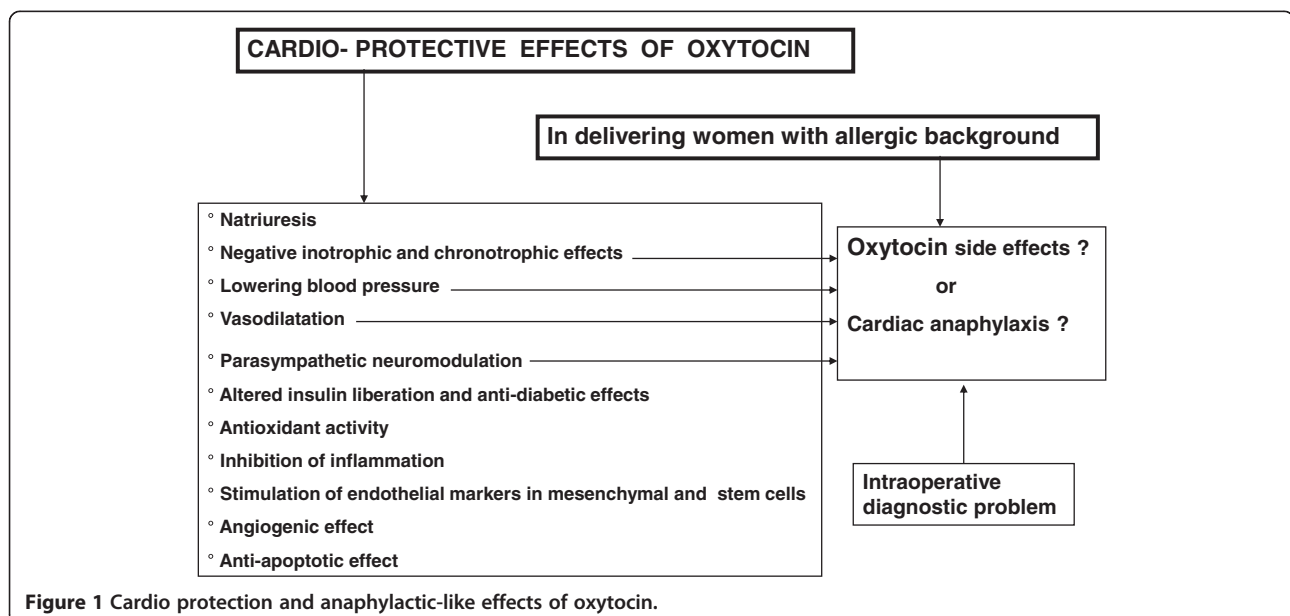 CARDIO- PROTECTIVE EFFECTS OF OXYTOCIN
In delivering women with allergic background
° Natriuresis
° Negative inotrophic and chronotrophic effects
° Lowering blood pressure
° Vasodilatation
° Parasympathetic neuromodulation
° Altered insulin liberation and anti-diabetic effects
° Antioxidant activity
° Inhibition of inflammation
° Stimulation of endothelial markers in mesenchymal and stem cells
° Angiogenic effect
° Anti-apoptotic effect
Oxytocin side effects ?
or
Cardiac anaphylaxis ?
Intraoperative
diagnostic problem
Figure 1 Cardio protection and anaphylactic-like effects of oxytocin.